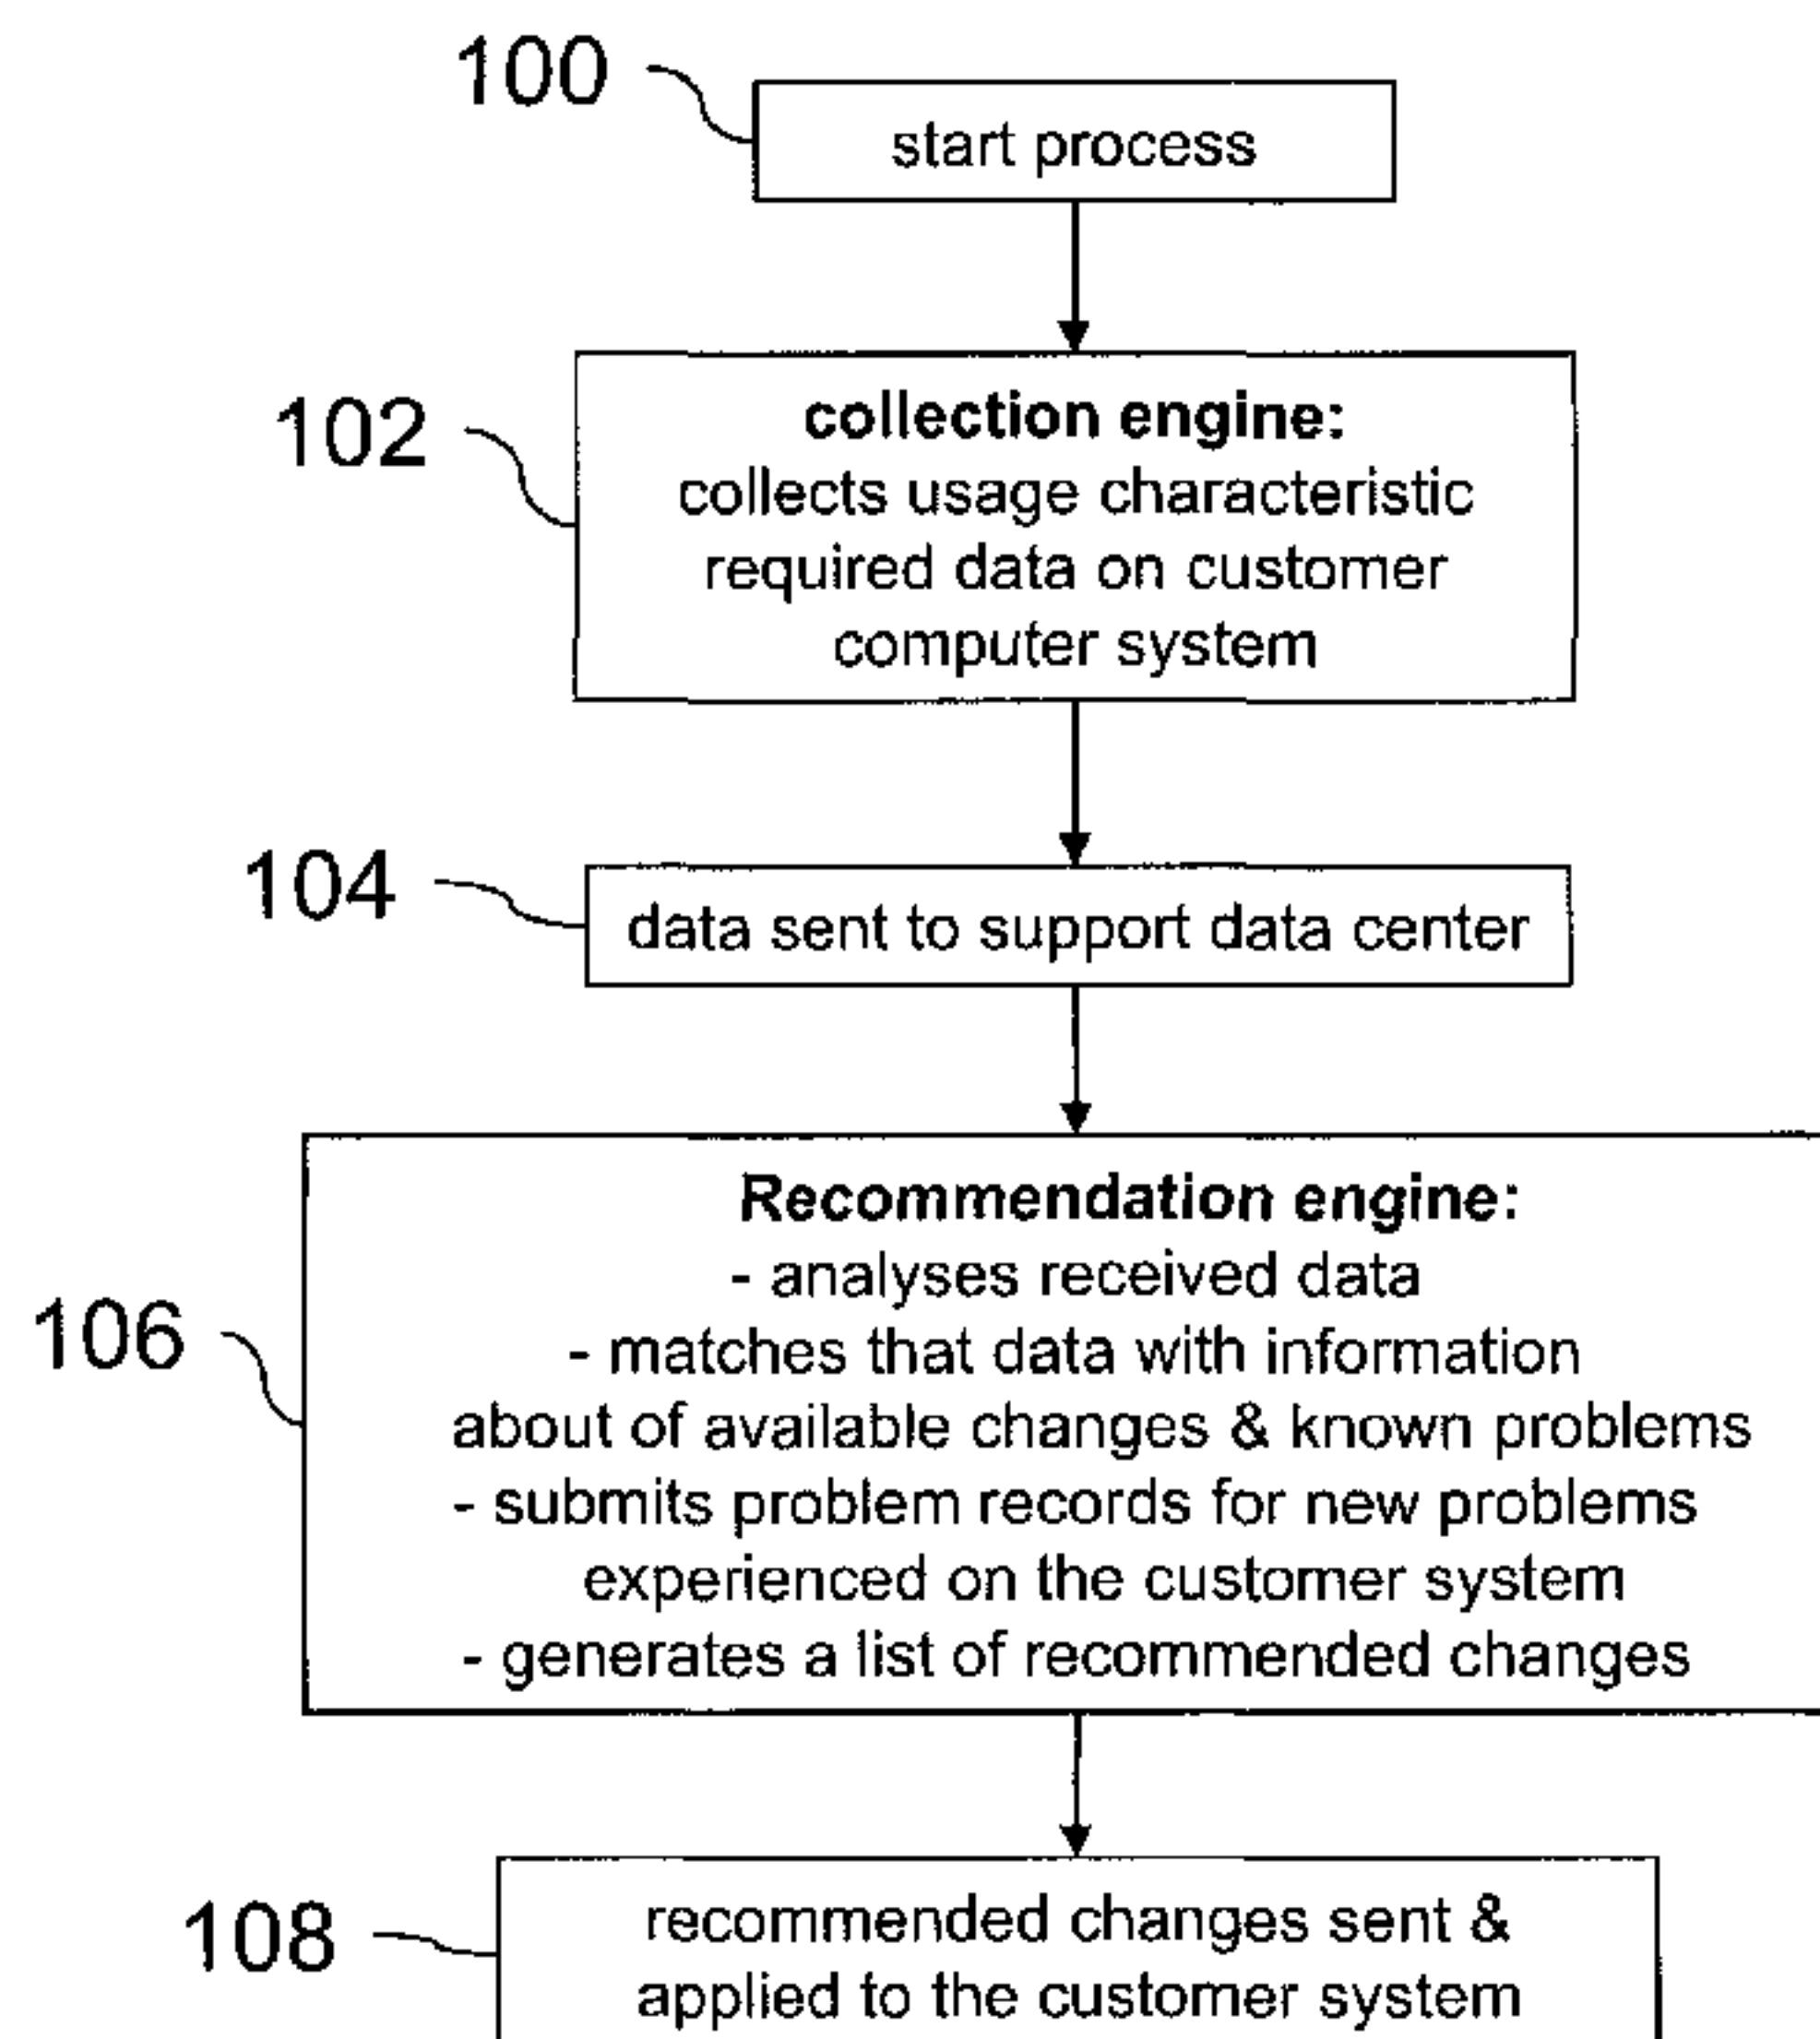 100
start process
102
collection engine:
collects usage characteristic
required data on customer
computer system
104
data sent to support data center
106
Recommendation engine:
- analyses received data
- matches that data with information
about of available changes & known problems
- submits problem records for new problems
experienced on the customer system
- generates a list of recommended changes
108
recommended changes sent &
applied to the customer system